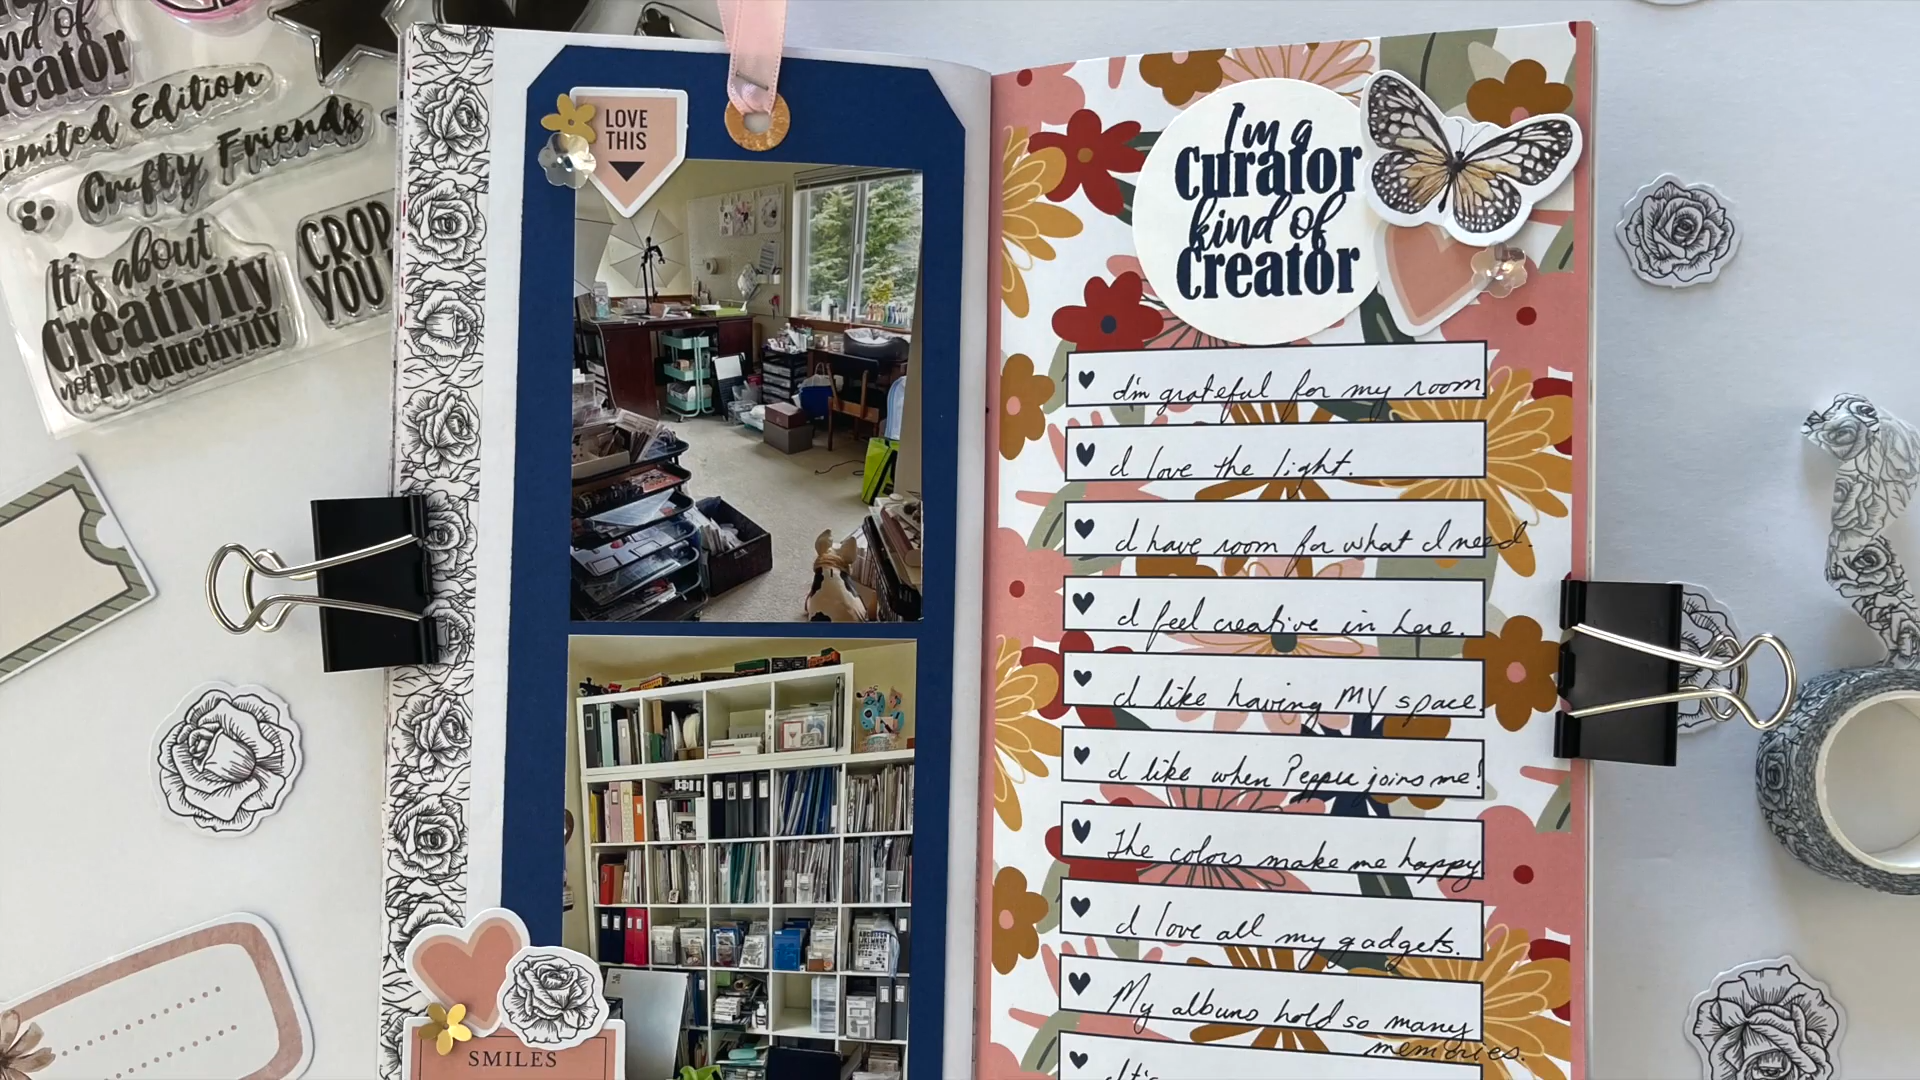 kind of
Creator
Limited Edition
Crafty Friends
It's about
Creativity
not Productivity
CROP
YOU
LOVE
THIS
SMILES
I'm a
Curator
kind of
Creator
I'm grateful for my room
I love the light.
I have room for what I need.
I feel creative in here.
I like having MY space.
I like when Pepper joins me!
The colors make me happy
I love all my gadgets.
My albums hold so many
memories.
It's